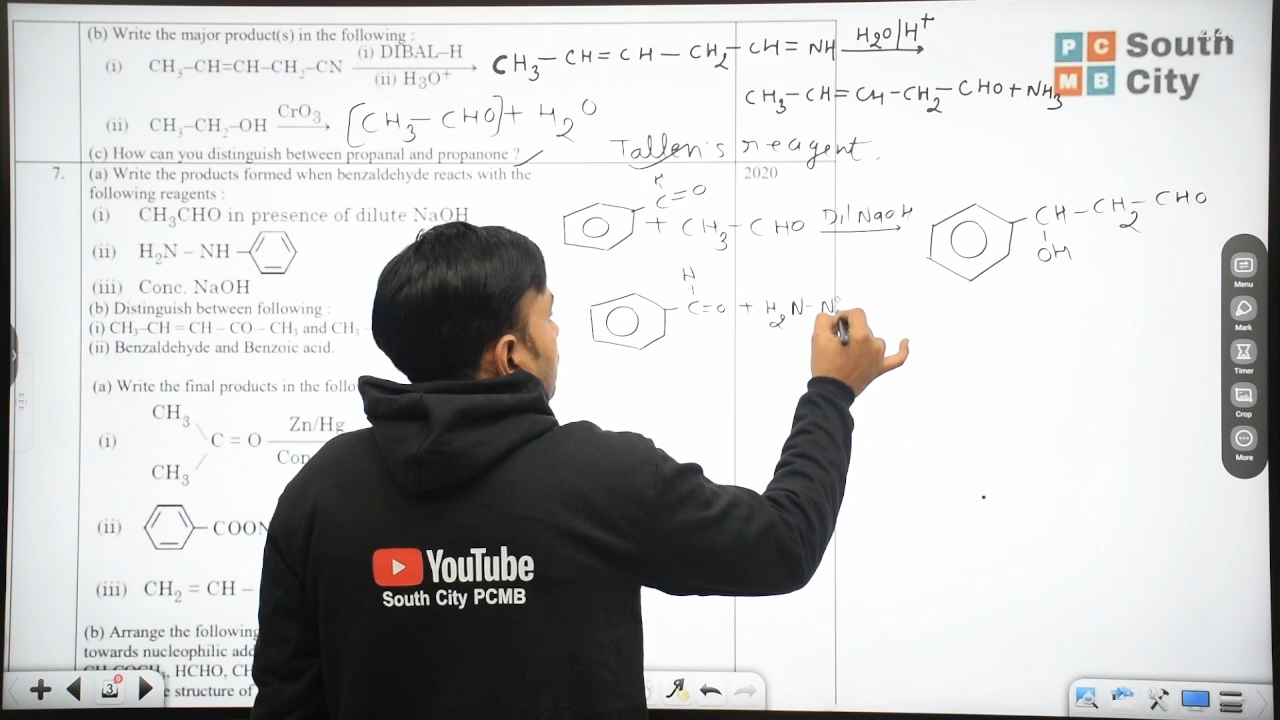 (b) Write the major product(s) in the following :
(i) CH₃–CH=CH–CH₂–CN (i) DIBAL–H (ii) H₃O⁺ CH₃–CH=CH–CH₂–CH=NH H₂O/H⁺
CH₃–CH=CH–CH₂–CHO+NH₃
(ii) CH₃–CH₂–OH CrO₃ [CH₃–CHO]+H₂O
(c) How can you distinguish between propanal and propanone ? Tallen's reagent.
7. (a) Write the products formed when benzaldehyde reacts with the 2020
following reagents :
(i) CH₃CHO in presence of dilute NaOH
H
C=O
+ CH₃–CHO Dil NaOH CH–CH₂–CHO
OH
(ii) H₂N – NH –
H
C=O + H₂N–N
(iii) Conc. NaOH
(b) Distinguish between following :
(i) CH₃–CH = CH – CO – CH₃ and CH₃
(ii) Benzaldehyde and Benzoic acid.
(a) Write the final products in the follo
CH₃
(i) C = O Zn/Hg
CH₃
(ii) COON
(iii) CH₂ = CH –
(b) Arrange the following
towards nucleophilic add
HCHO, CH
e structure of
PCMB South City
Menu
Mark
Timer
Crop
More
YouTube
South City PCMB
3